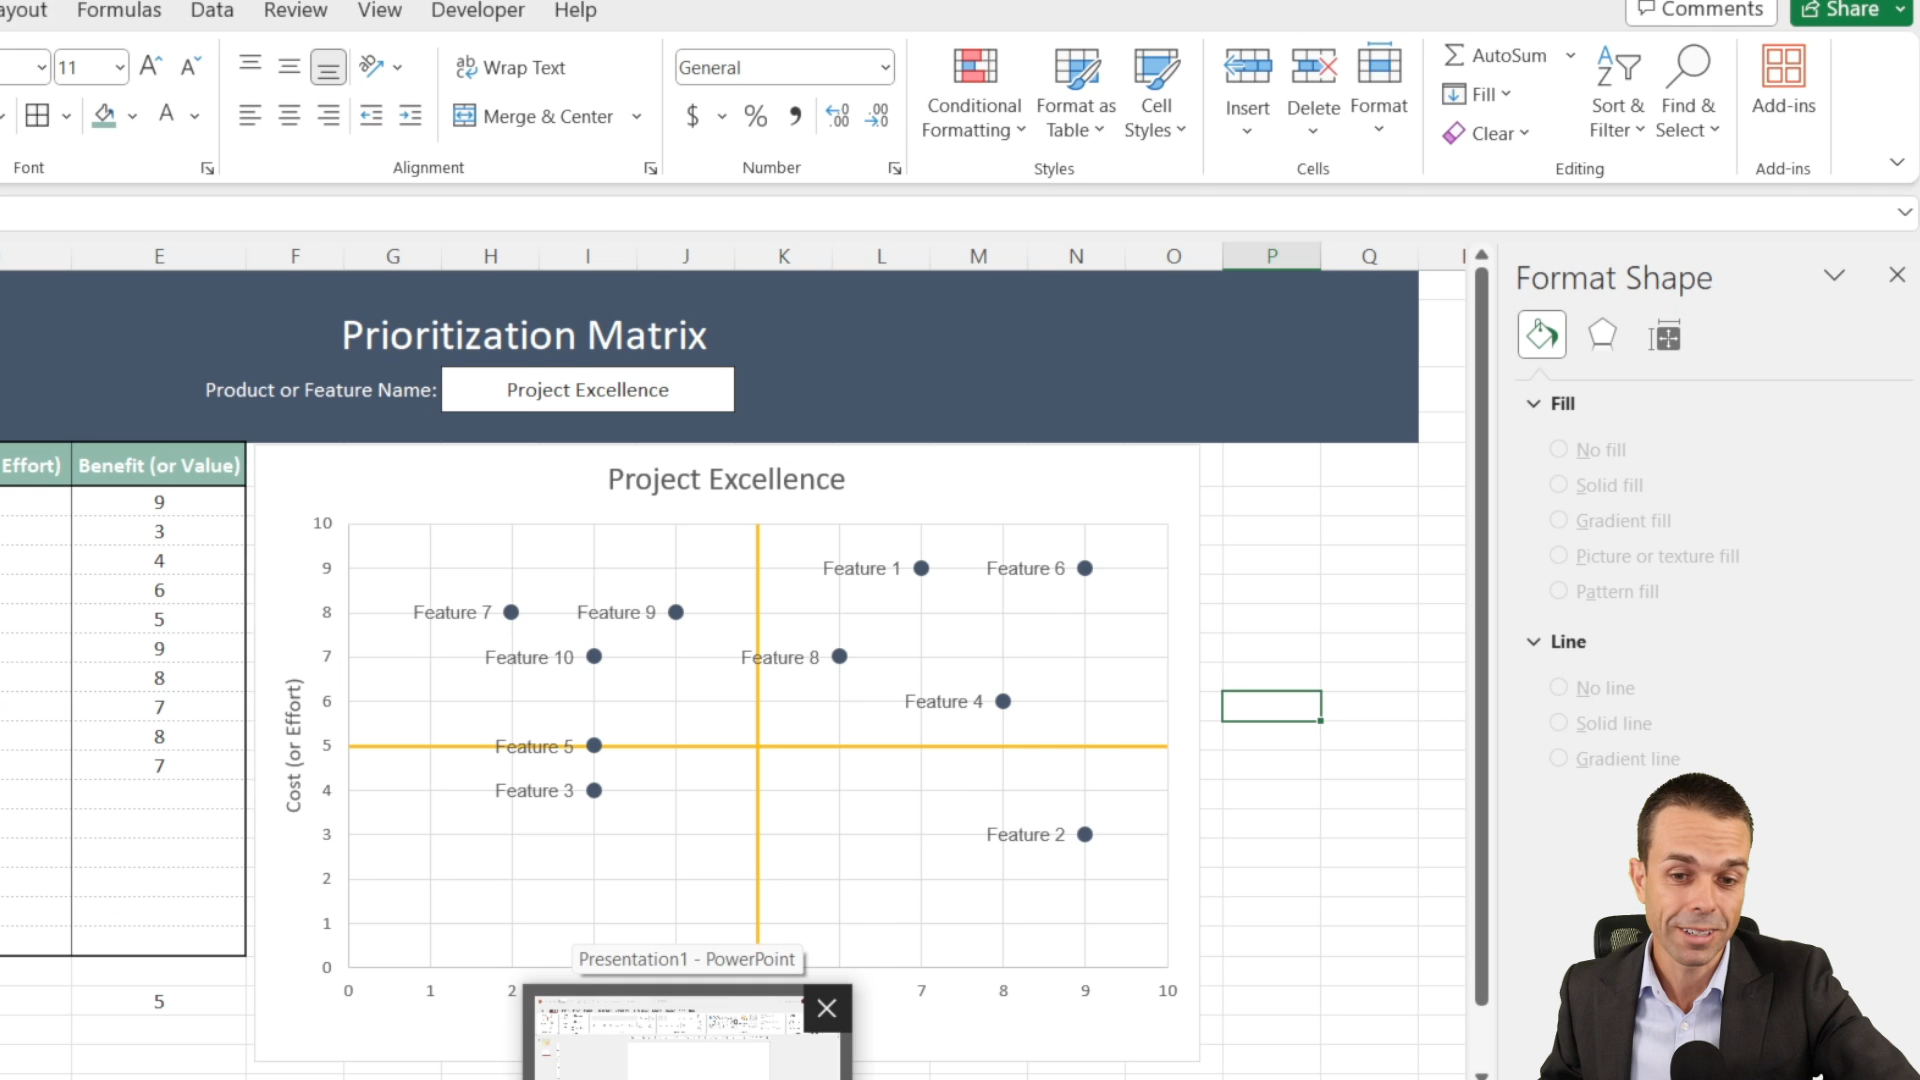 ayout Formulas Data Review View Developer Help Comments Share
11 A A Wrap Text General AutoSum
Conditional Formatting Format as Table Cell Styles Insert Delete Format Fill Sort & Filter Find & Select Add-ins
A Merge & Center $ % Clear
Font Alignment Number Styles Cells Editing Add-ins
E F G H I J K L M N O P Q
Format Shape
Prioritization Matrix
Product or Feature Name: Project Excellence
Effort) Benefit (or Value)
9
3
4
6
5
9
8
7
8
7
5
Project Excellence
Cost (or Effort)
10
9
8
7
6
5
4
3
2
1
0
Feature 1 Feature 6
Feature 7 Feature 9
Feature 10 Feature 8
Feature 4
Feature 5
Feature 3
Feature 2
0 1 2 7 8 9 10
Presentation1 - PowerPoint
Fill
No fill
Solid fill
Gradient fill
Picture or texture fill
Pattern fill
Line
No line
Solid line
Gradient line